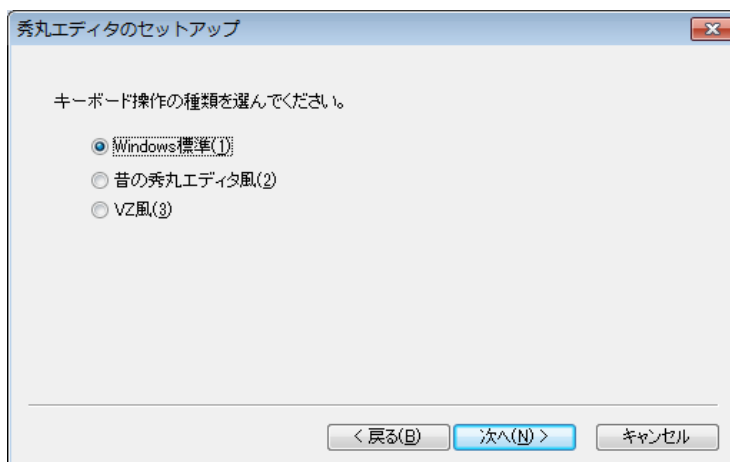 秀丸エディタのセットアップ
キーボード操作の種類を選んでください。
Windows標準(1)
昔の秀丸エディタ風(2)
VZ風(3)
< 戻る(B)
次へ(N) >
キャンセル